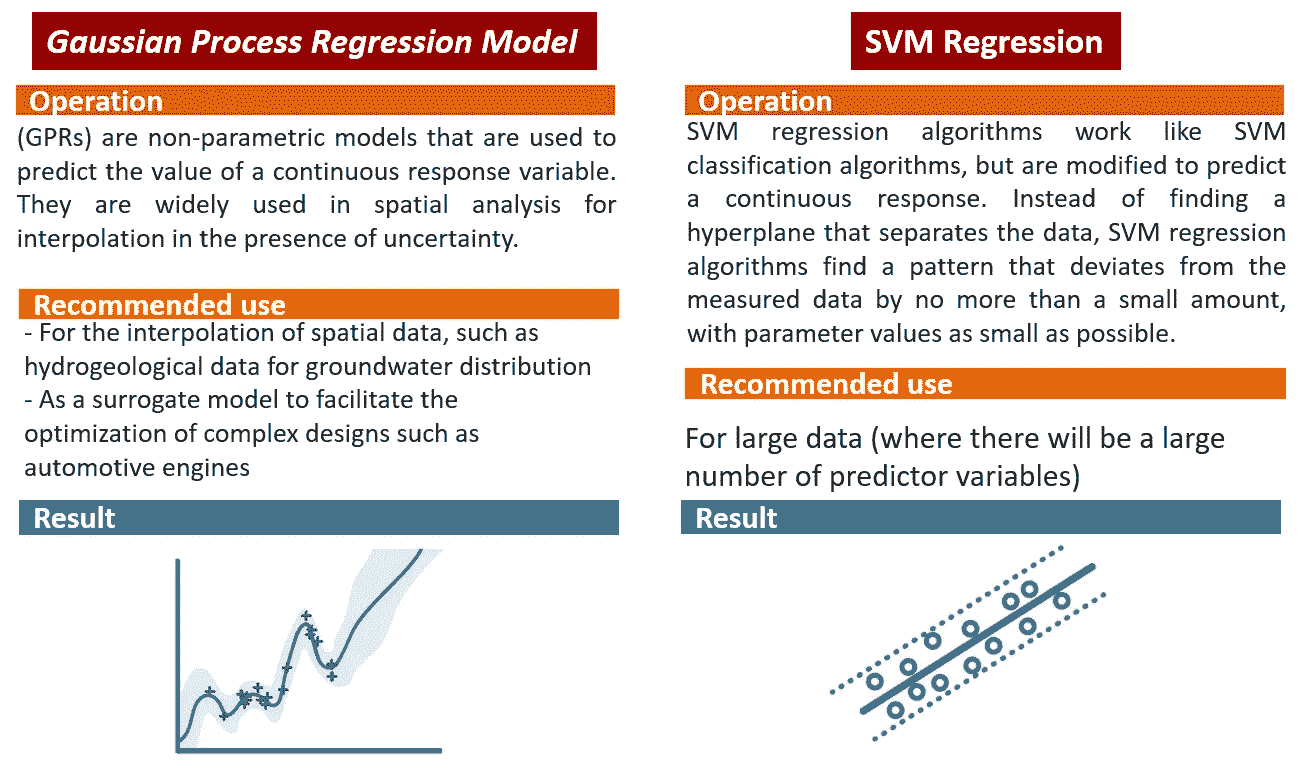 Gaussian Process Regression Model
Operation
(GPRs) are non-parametric models that are used to
predict the value of a continuous response variable.
They are widely used in spatial analysis for
interpolation in the presence of uncertainty.
Recommended use
- For the interpolation of spatial data, such as
hydrogeological data for groundwater distribution
- As a surrogate model to facilitate the
optimization of complex designs such as
automotive engines
Result
SVM Regression
Operation
SVM regression algorithms work like SVM
classification algorithms, but are modified to predict
a continuous response. Instead of finding a
hyperplane that separates the data, SVM regression
algorithms find a pattern that deviates from the
measured data by no more than a small amount,
with parameter values as small as possible.
Recommended use
For large data (where there will be a large
number of predictor variables)
Result